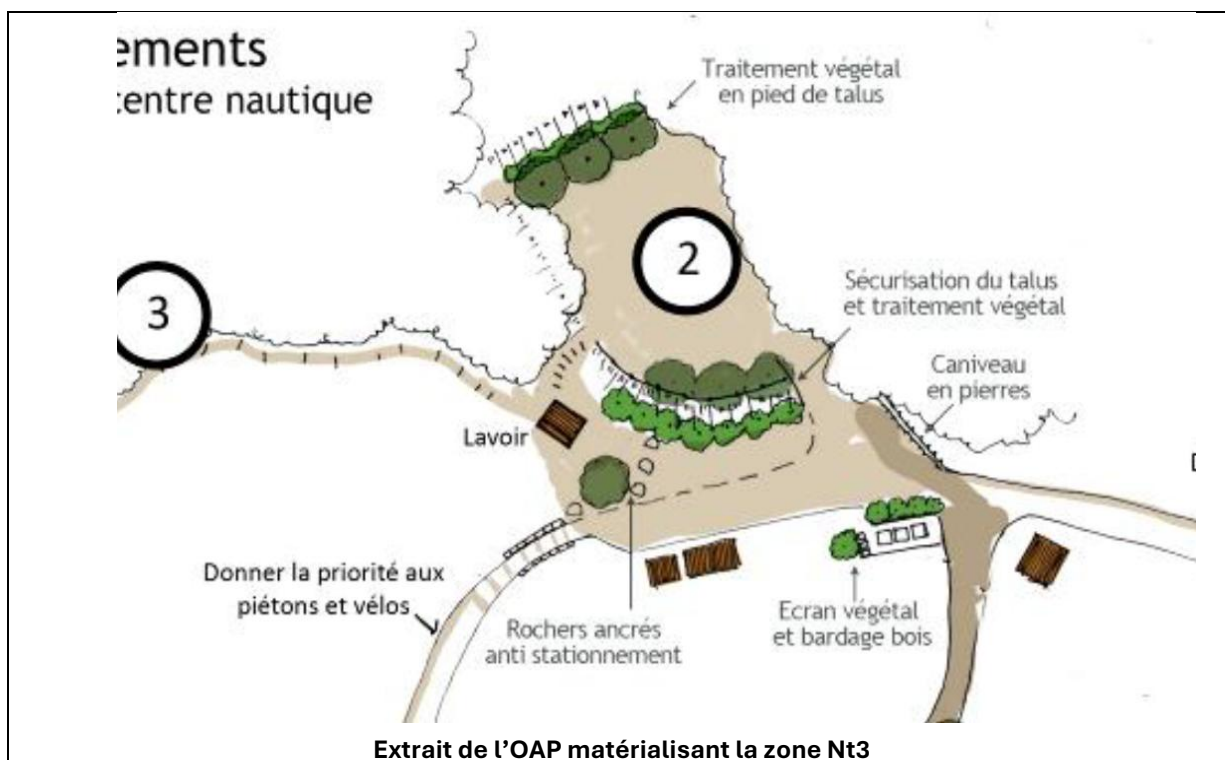 ements
centre nautique
Traitement végétal
en pied de talus
2
3
Sécurisation du talus
et traitement végétal
Caniveau
en pierres
Lavoir
Donner la priorité aux
piétons et vélos
Rochers ancrés
anti stationnement
Ecran végétal
et bardage bois
Extrait de l'OAP matérialisant la zone Nt3